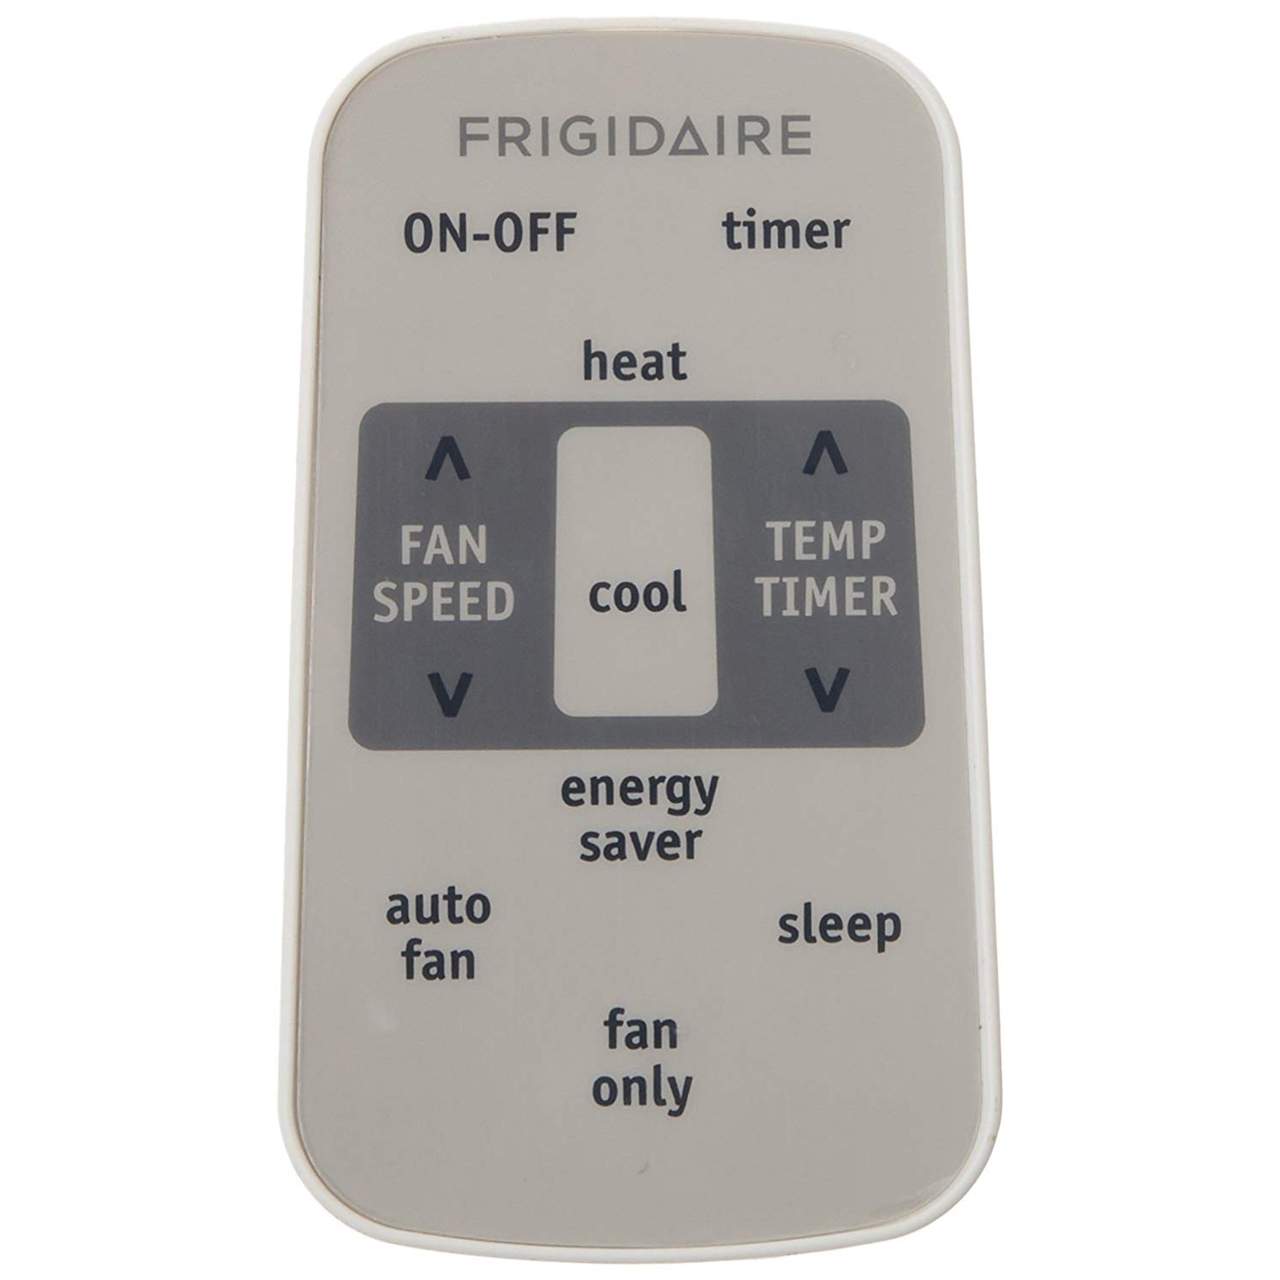 FRIGIDAIRE
ON-OFF timer
heat
FAN
SPEED
cool
TEMP
TIMER
energy
saver
auto
fan
sleep
fan
only